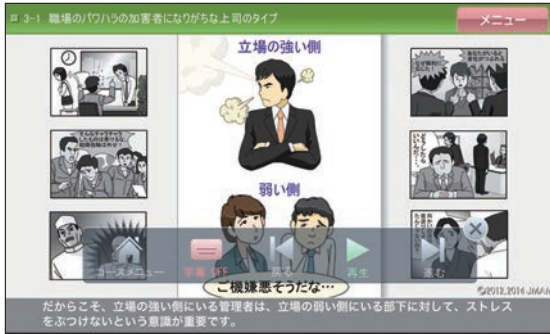 3-1 職場のパワハラの加害者になりがちな上司のタイプ
メニュー
立場の強い側
弱い側
ご機嫌悪そうだな…
コースメニュー
字幕 OFF
戻る
再生
進む
©2012,2016 JMAM
だからこそ、立場の強い側にいる管理者は、立場の弱い側にいる部下に対して、ストレス
をぶつけないという意識が重要です。